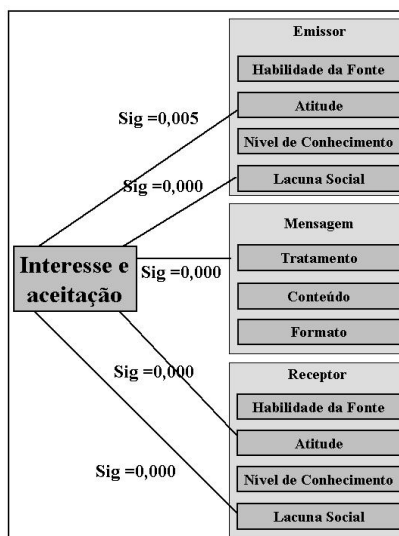 Emissor
Habilidade da Fonte
Atitude
Nível de Conhecimento
Lacuna Social
Sig =0,005
Sig =0,000
Interesse e
aceitação
Sig =0,000
Sig =0,000
Sig =0,000
Mensagem
Tratamento
Conteúdo
Formato
Receptor
Habilidade da Fonte
Atitude
Nível de Conhecimento
Lacuna Social